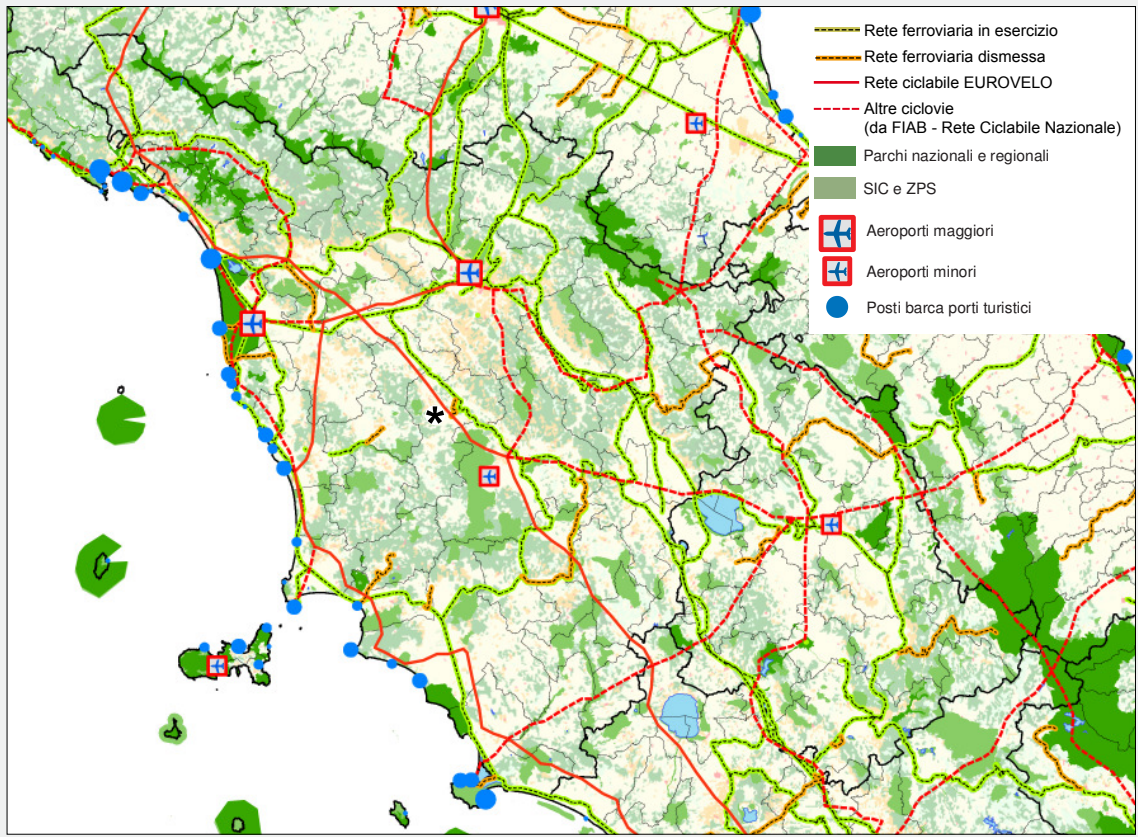 Rete ferroviaria in esercizio
Rete ferroviaria dismessa
Rete ciclabile EUROVELO
Altre ciclovie
(da FIAB - Rete Ciclabile Nazionale)
Parchi nazionali e regionali
SIC e ZPS
Aeroporti maggiori
Aeroporti minori
Posti barca porti turistici
*